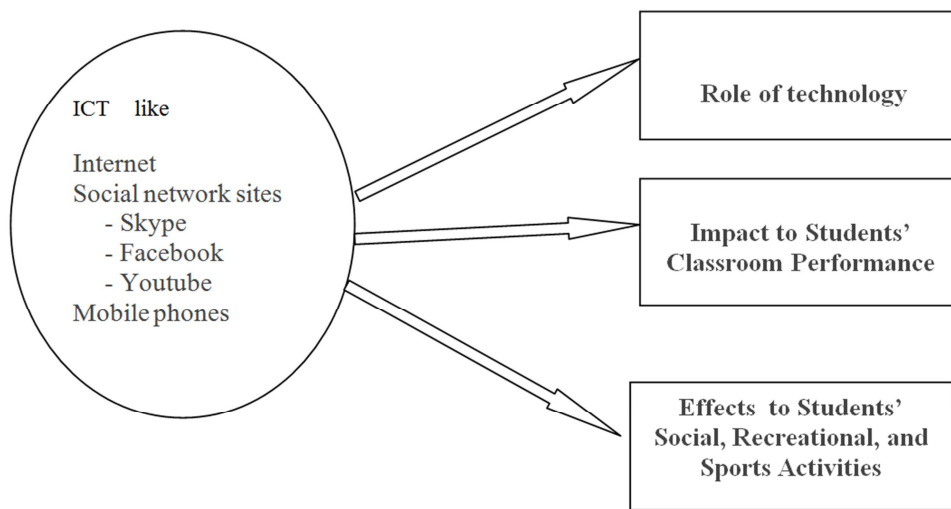 ICT like
Internet
Social network sites
- Skype
- Facebook
- Youtube
Mobile phones
Role of technology
Impact to Students'
Classroom Performance
Effects to Students'
Social, Recreational, and
Sports Activities